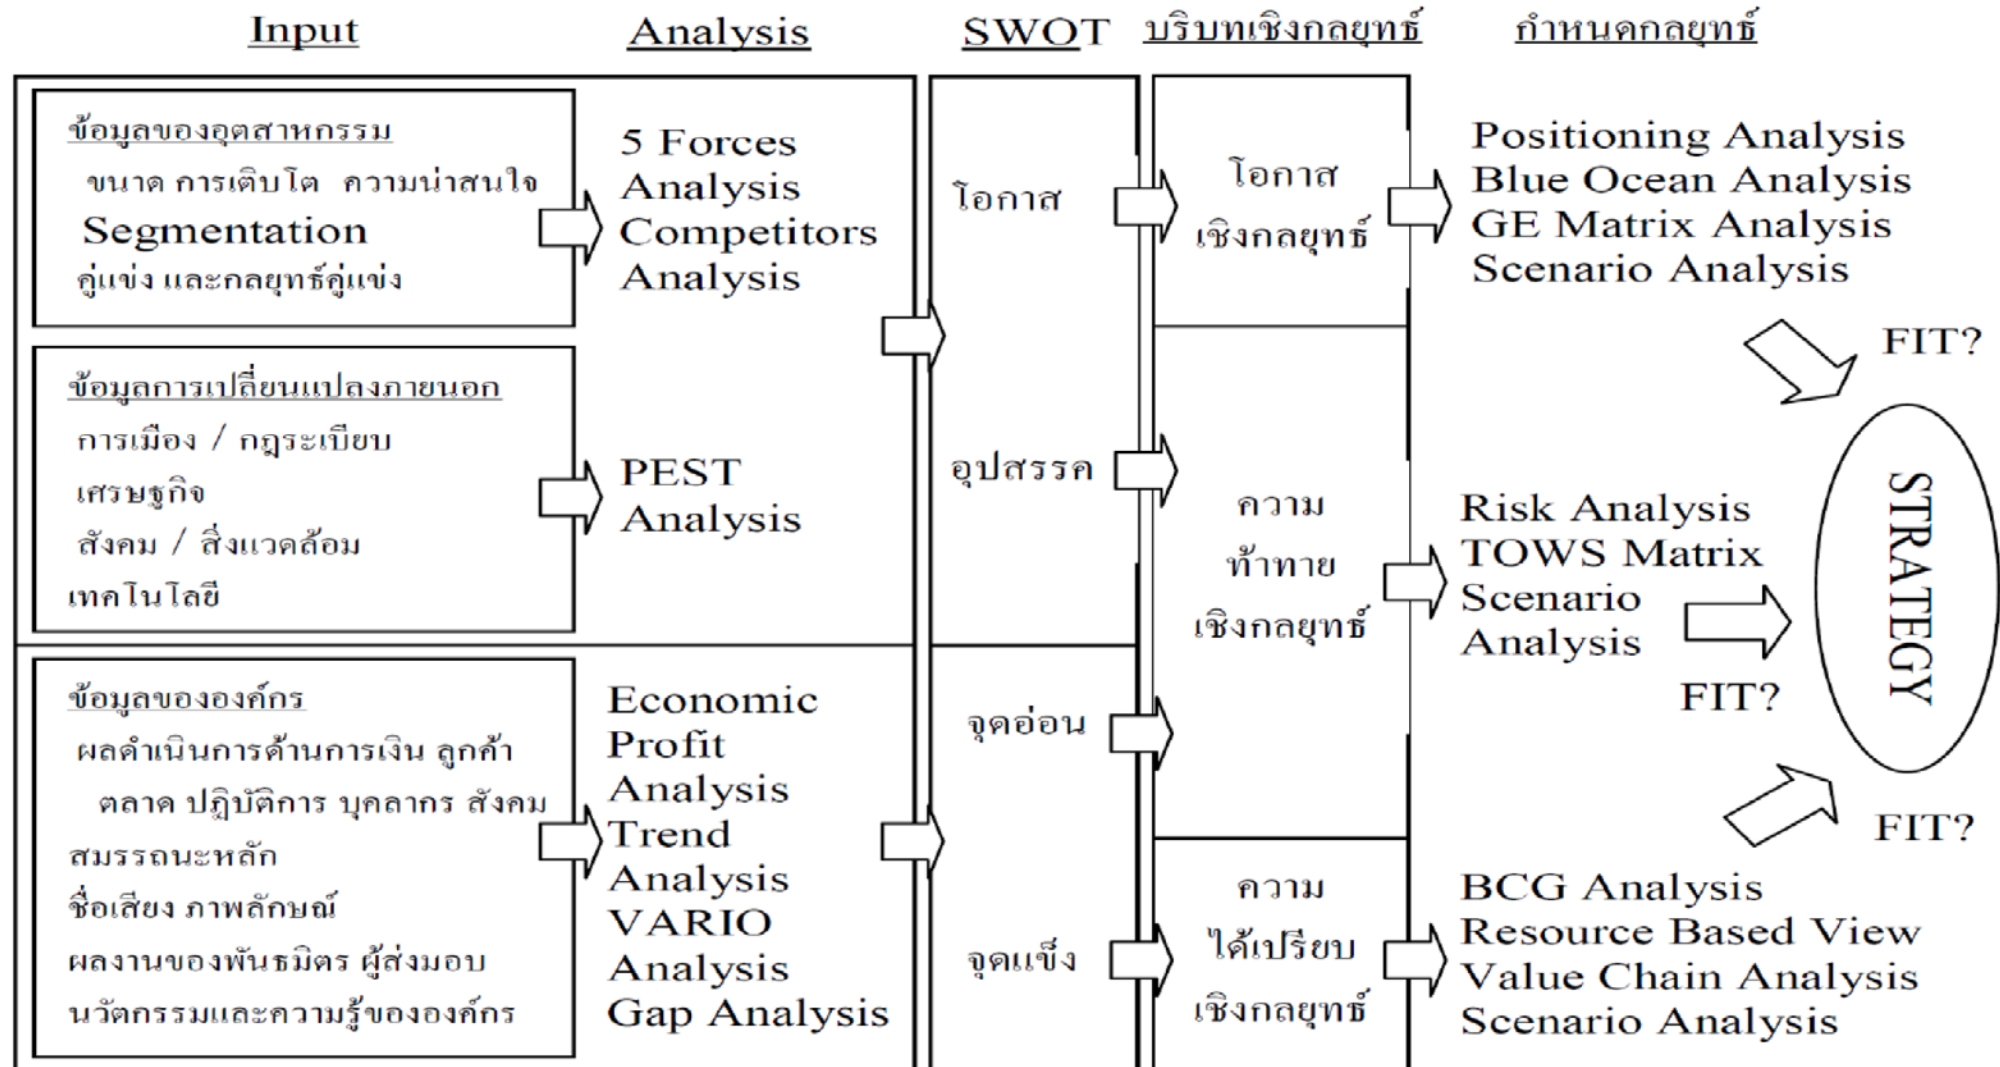 Input
Analysis
SWOT
บริบทเชิงกลยุทธ์
กำหนดกลยุทธ์
ข้อมูลของอุตสาหกรรม
ขนาด การเติบโต ความน่าสนใจ
Segmentation
คู่แข่ง และกลยุทธ์คู่แข่ง
5 Forces
Analysis
Competitors
Analysis
ข้อมูลการเปลี่ยนแปลงภายนอก
การเมือง / กฎระเบียบ
เศรษฐกิจ
สังคม / สิ่งแวดล้อม
เทคโนโลยี
PEST
Analysis
ข้อมูลขององค์กร
ผลดำเนินการด้านการเงิน ลูกค้า
ตลาด ปฏิบัติการ บุคลากร สังคม
สมรรถนะหลัก
ชื่อเสียง ภาพลักษณ์
ผลงานของพันธมิตร ผู้ส่งมอบ
นวัตกรรมและความรู้ขององค์กร
Economic
Profit
Analysis
Trend
Analysis
VARIO
Analysis
Gap Analysis
โอกาส
อุปสรรค
จุดอ่อน
จุดแข็ง
โอกาส
เชิงกลยุทธ์
ความ
ท้าทาย
เชิงกลยุทธ์
ความ
ได้เปรียบ
เชิงกลยุทธ์
Positioning Analysis
Blue Ocean Analysis
GE Matrix Analysis
Scenario Analysis
FIT?
Risk Analysis
TOWS Matrix
Scenario
Analysis
FIT?
BCG Analysis
Resource Based View
Value Chain Analysis
Scenario Analysis
FIT?
STRATEGY